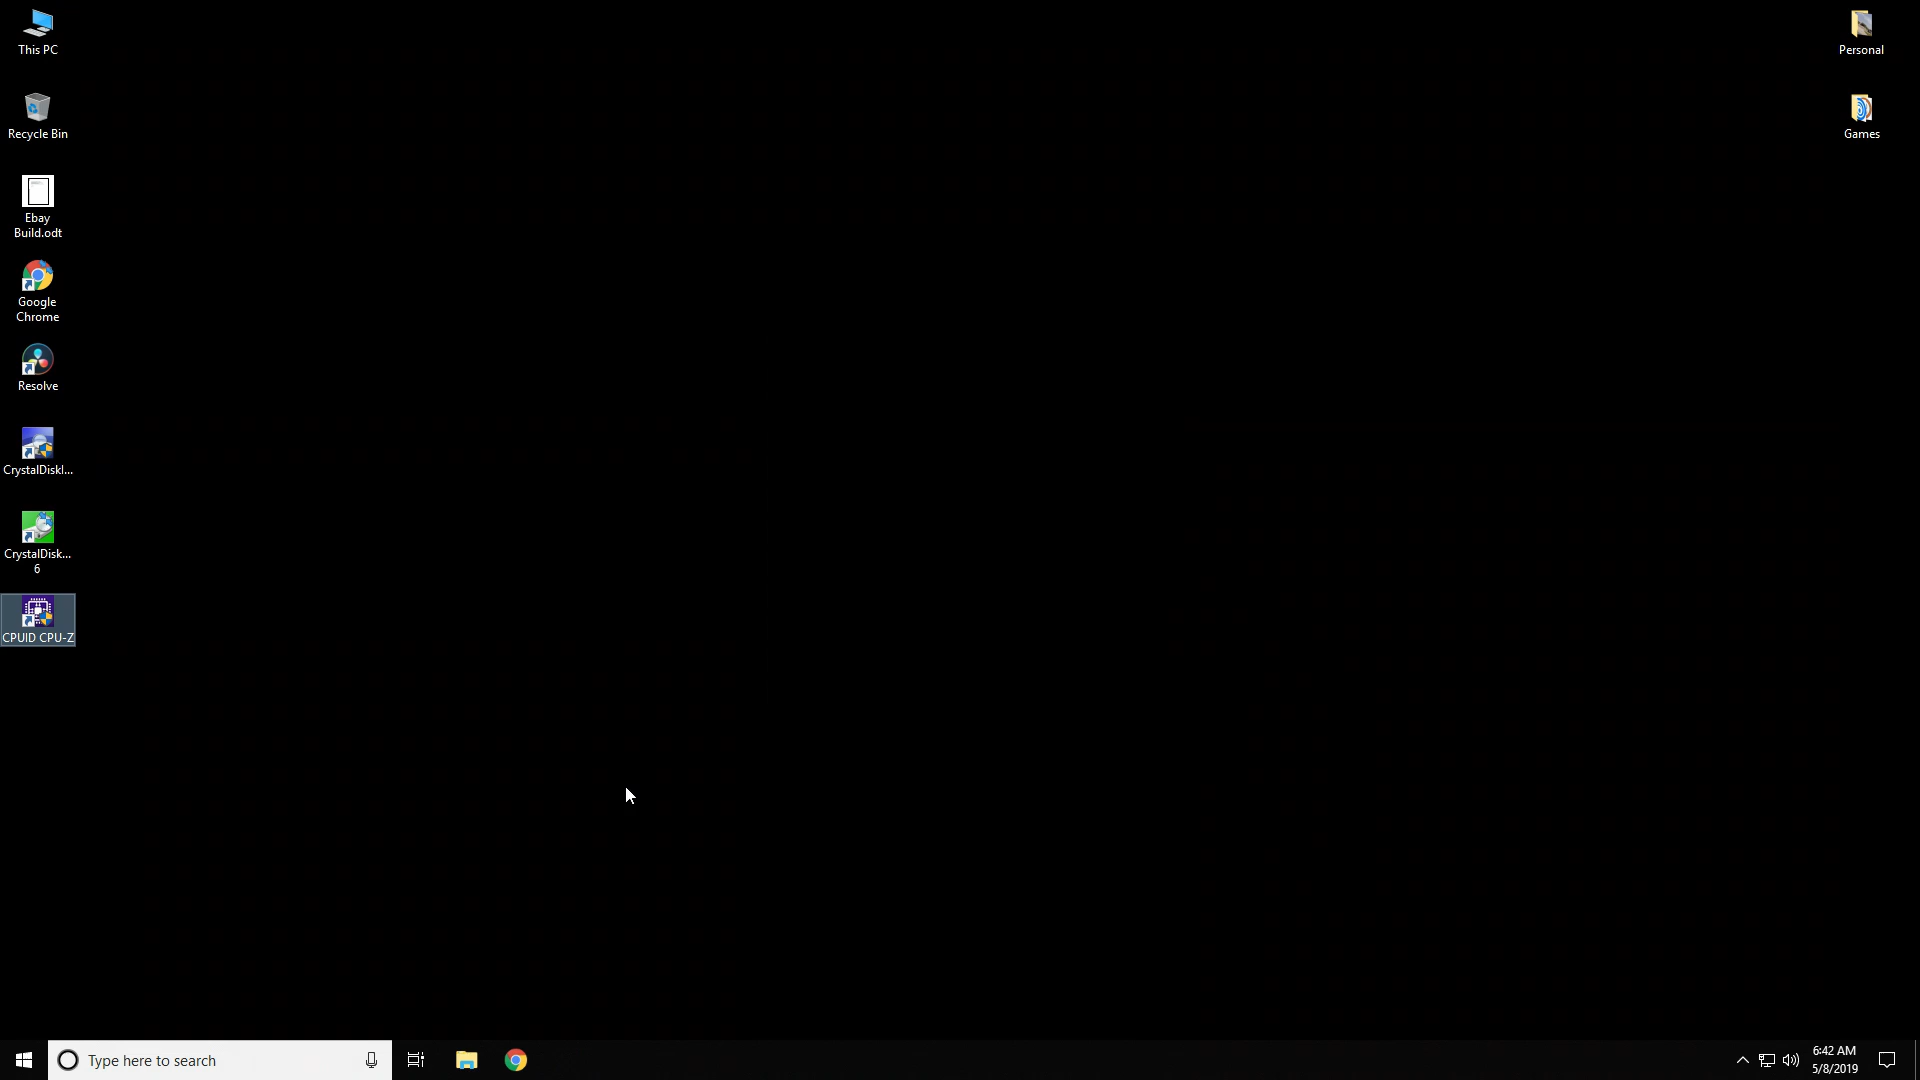 This PC
Recycle Bin
Ebay
Build.odt
Google
Chrome
Resolve
CrystalDiskI...
CrystalDisk...
6
CPUID CPU-Z
Personal
Games
Type here to search
6:42 AM
5/8/2019